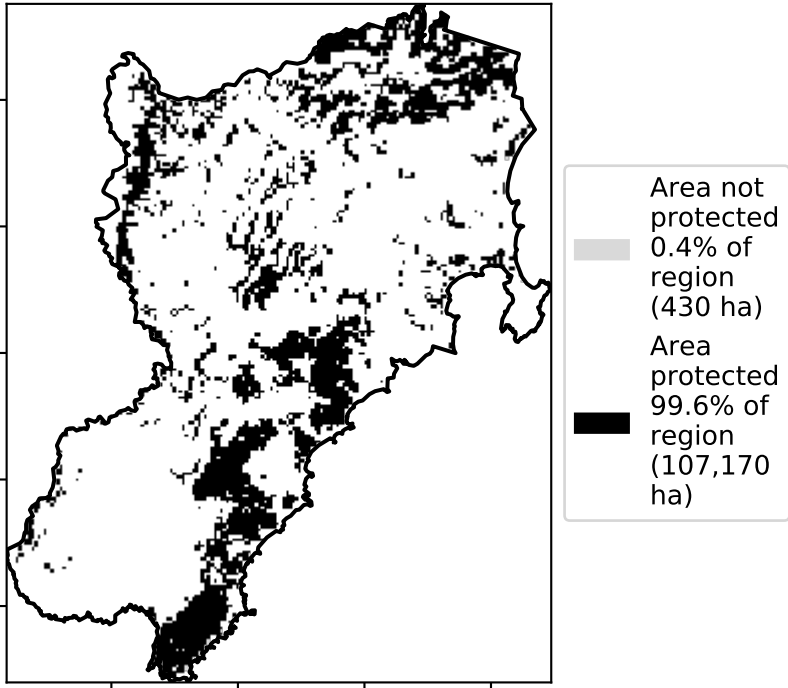 Area not
protected
0.4% of
region
(430 ha)
Area
protected
99.6% of
region
(107,170
ha)